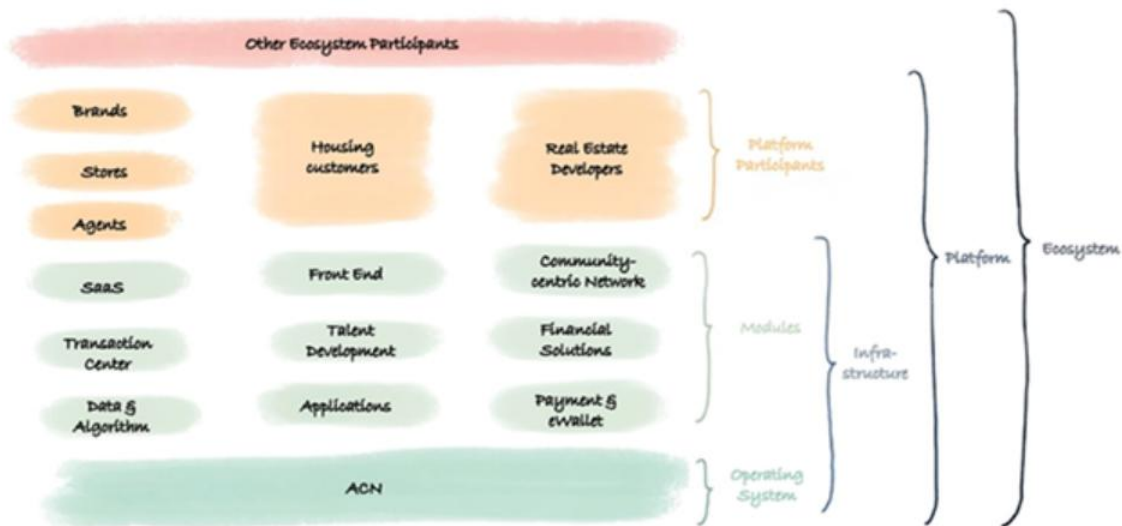 Other Ecosystem Participants
Brands
Stores
Agents
Housing
customers
Real Estate
Developers
Platform
Participants
SaaS
Front End
Community-
centric Network
Transaction
Center
Talent
Development
Financial
Solutions
Data &
Algorithm
Applications
Payment &
eWallet
Modules
ACN
Operating
System
Infra-
structure
Platform
Ecosystem